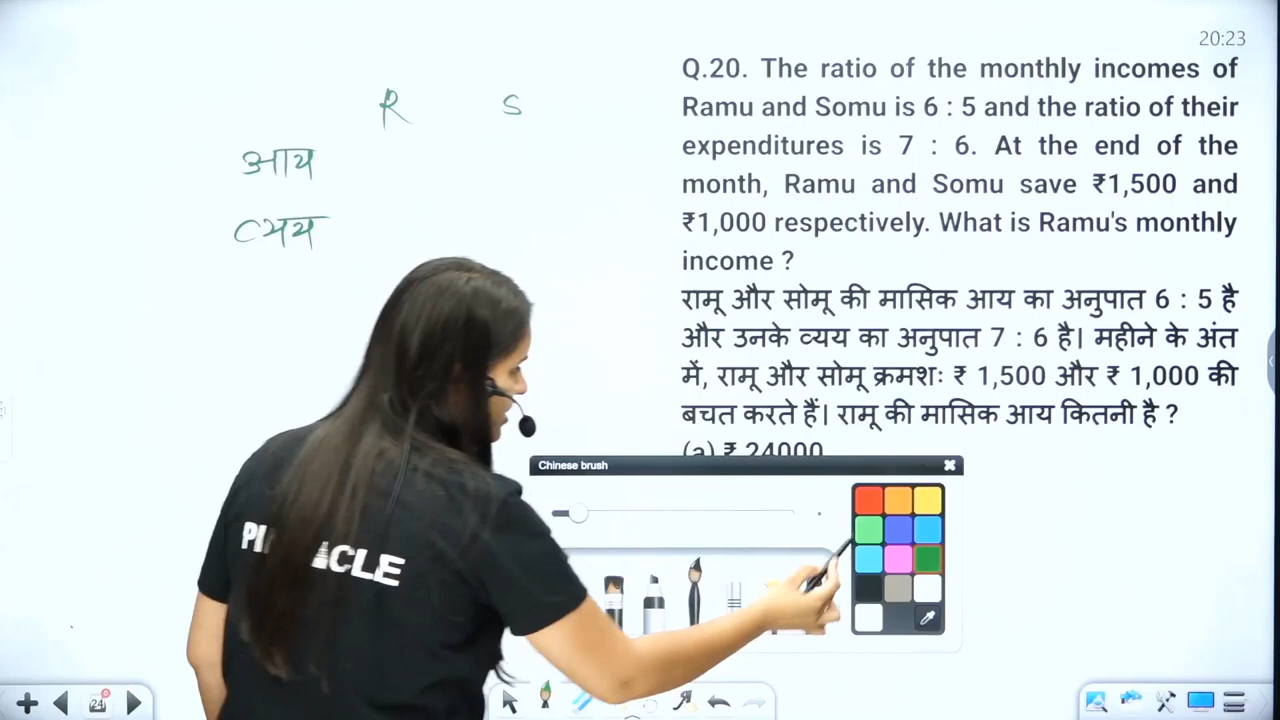 20:23
Q.20. The ratio of the monthly incomes of
Ramu and Somu is 6 : 5 and the ratio of their
expenditures is 7 : 6. At the end of the
month, Ramu and Somu save ₹1,500 and
₹1,000 respectively. What is Ramu's monthly
income ?
रामू और सोमू की मासिक आय का अनुपात 6 : 5 है
और उनके व्यय का अनुपात 7 : 6 है। महीने के अंत
में, रामू और सोमू क्रमशः ₹ 1,500 और ₹ 1,000 की
बचत करते हैं। रामू की मासिक आय कितनी है ?
(a) ₹ 24000
R S
आय
व्यय
Chinese brush
24